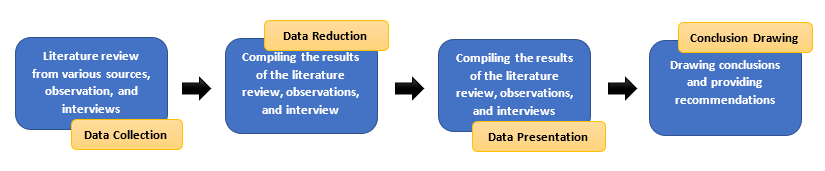 Literature review
from various sources,
observation, and
interviews
Data Collection
Data Reduction
Compiling the results
of the literature
review, observations,
and interview
Compiling the results
of the literature
review, observations,
and interviews
Data Presentation
Conclusion Drawing
Drawing conclusions
and providing
recommendations